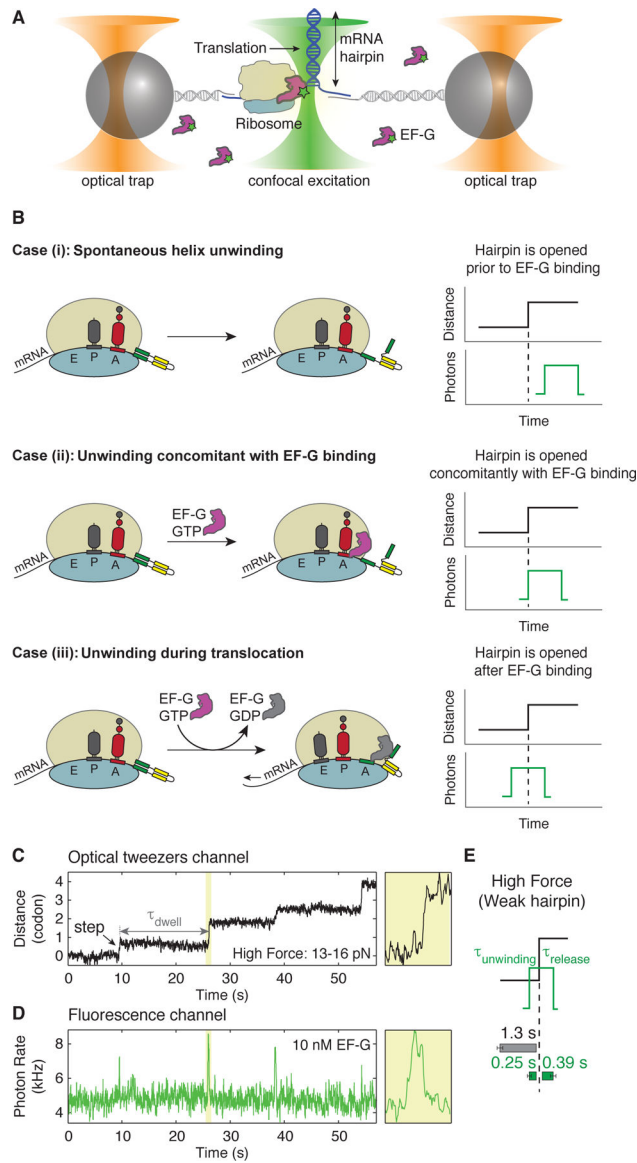 A
Translation
mRNA
hairpin
Ribosome
EF-G
optical trap
confocal excitation
optical trap
B
Case (i): Spontaneous helix unwinding
Hairpin is opened
prior to EF-G binding
mRNA
E P A
mRNA
E P A
Distance
Photons
Time
Case (ii): Unwinding concomitant with EF-G binding
Hairpin is opened
concomitantly with EF-G binding
EF-G
GTP
mRNA
E P A
mRNA
E P A
Distance
Photons
Time
Case (iii): Unwinding during translocation
Hairpin is opened
after EF-G binding
EF-G
GTP
EF-G
GDP
mRNA
E P A
mRNA
E P A
Distance
Photons
Time
C
Optical tweezers channel
Distance
(codon)
4
3
2
1
0
step
τdwell
High Force: 13-16 pN
0 10 20 30 40 50
Time (s)
D
Fluorescence channel
Photon Rate
(kHz)
8
6
4
10 nM EF-G
0 10 20 30 40 50
Time (s)
E
High Force
(Weak hairpin)
τunwinding
τrelease
1.3 s
0.25 s
0.39 s